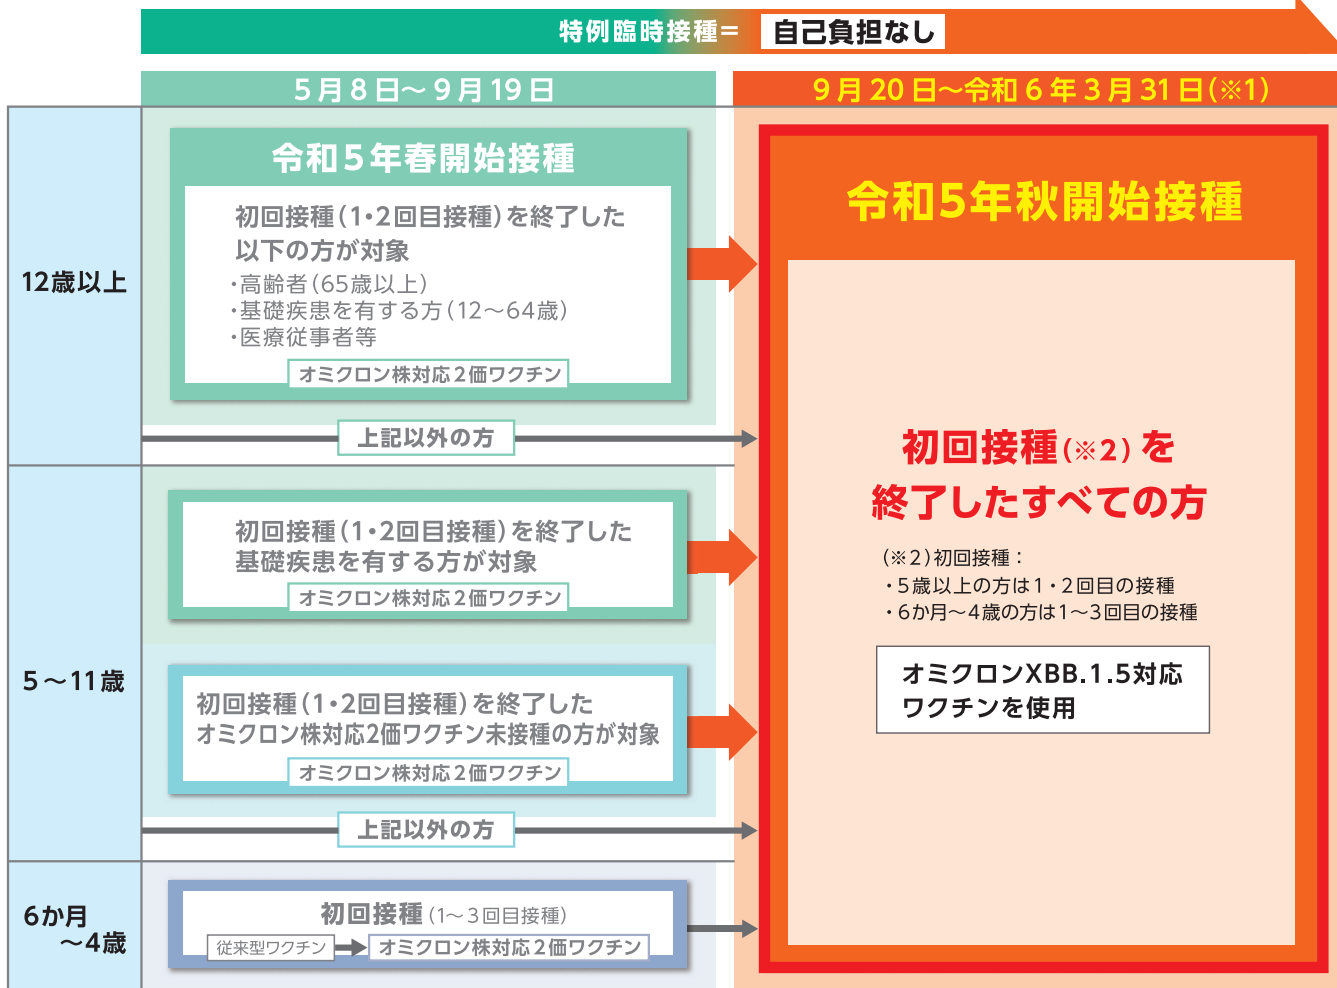 特例臨時接種= 自己負担なし
5月8日～9月19日
9月20日～令和6年3月31日(※1)
12歳以上
令和5年春開始接種
初回接種(1・2回目接種)を終了した
以下の方が対象
・高齢者(65歳以上)
・基礎疾患を有する方(12～64歳)
・医療従事者等
オミクロン株対応2価ワクチン
上記以外の方
5～11歳
初回接種(1・2回目接種)を終了した
基礎疾患を有する方が対象
オミクロン株対応2価ワクチン
初回接種(1・2回目接種)を終了した
オミクロン株対応2価ワクチン未接種の方が対象
オミクロン株対応2価ワクチン
上記以外の方
6か月
～4歳
初回接種(1～3回目接種)
従来型ワクチン オミクロン株対応2価ワクチン
令和5年秋開始接種
初回接種(※2)を
終了したすべての方
(※2)初回接種：
・5歳以上の方は1・2回目の接種
・6か月～4歳の方は1～3回目の接種
オミクロンXBB.1.5対応
ワクチンを使用